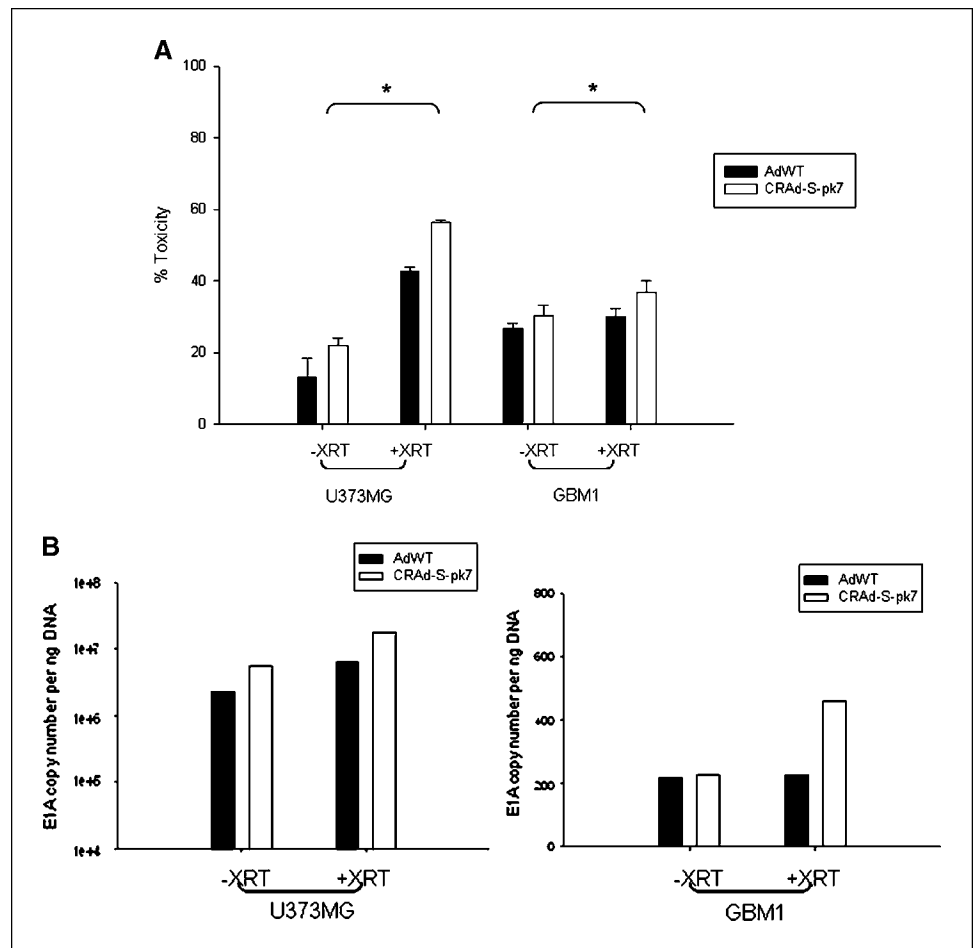 A
100
80
60
40
20
0
% Toxicity
*
*
AdWT
CRAd-S-pk7
-XRT +XRT -XRT +XRT
U373MG GBM1
B
AdWT
CRAd-S-pk7
E1A copy number per ng DNA
1e+8
1e+7
1e+6
1e+5
1e+4
-XRT +XRT
U373MG
AdWT
CRAd-S-pk7
E1A copy number per ng DNA
800
600
400
200
0
-XRT +XRT
GBM1